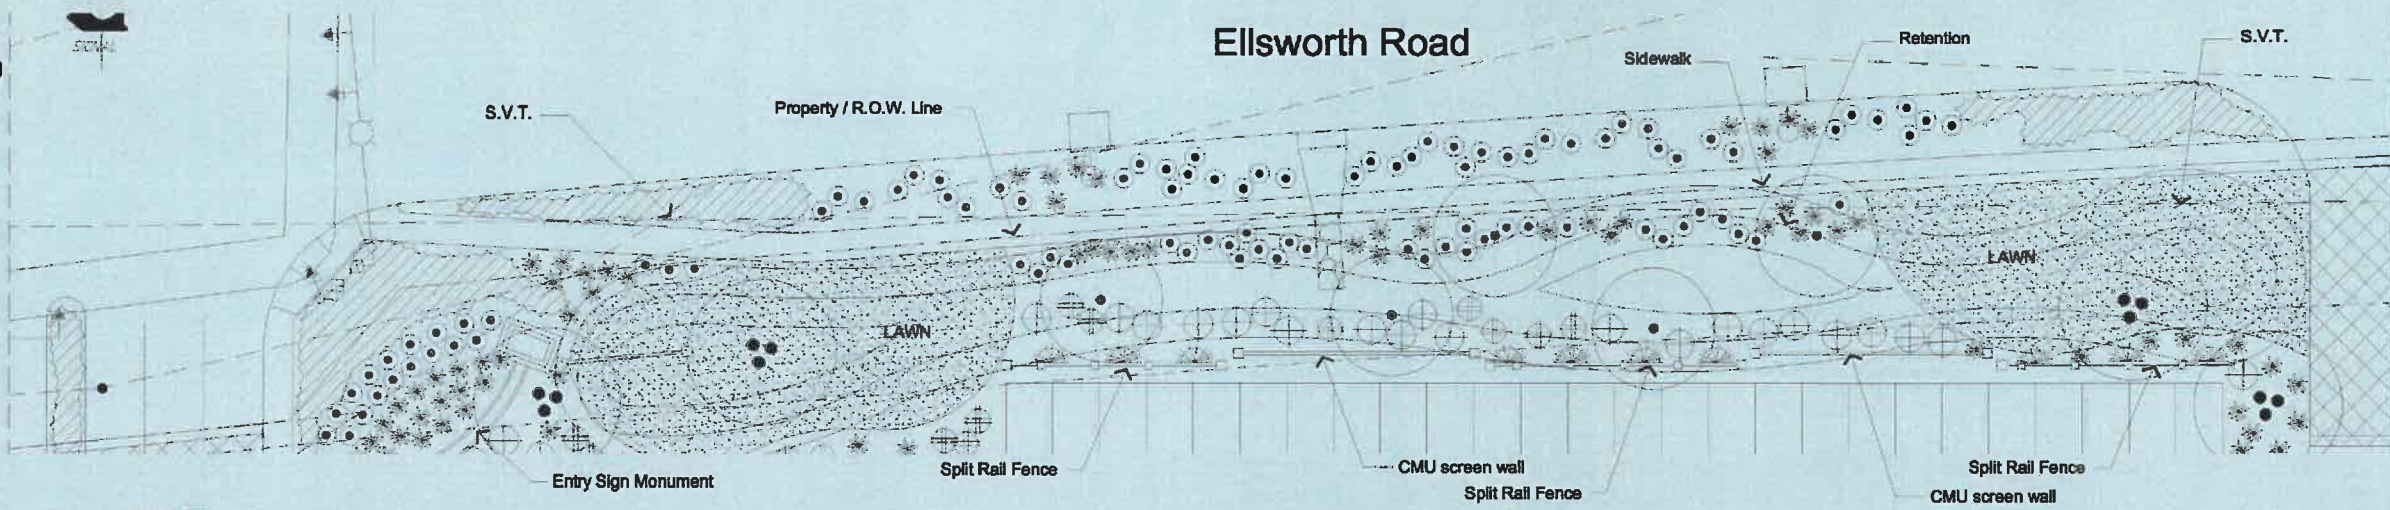 Ellsworth Road
SIGNAL
S.V.T.
Property / R.O.W. Line
Sidewalk
Retention
S.V.T.
LAWN
LAWN
Entry Sign Monument
Split Rail Fence
CMU screen wall
Split Rail Fence
Split Rail Fence
CMU screen wall